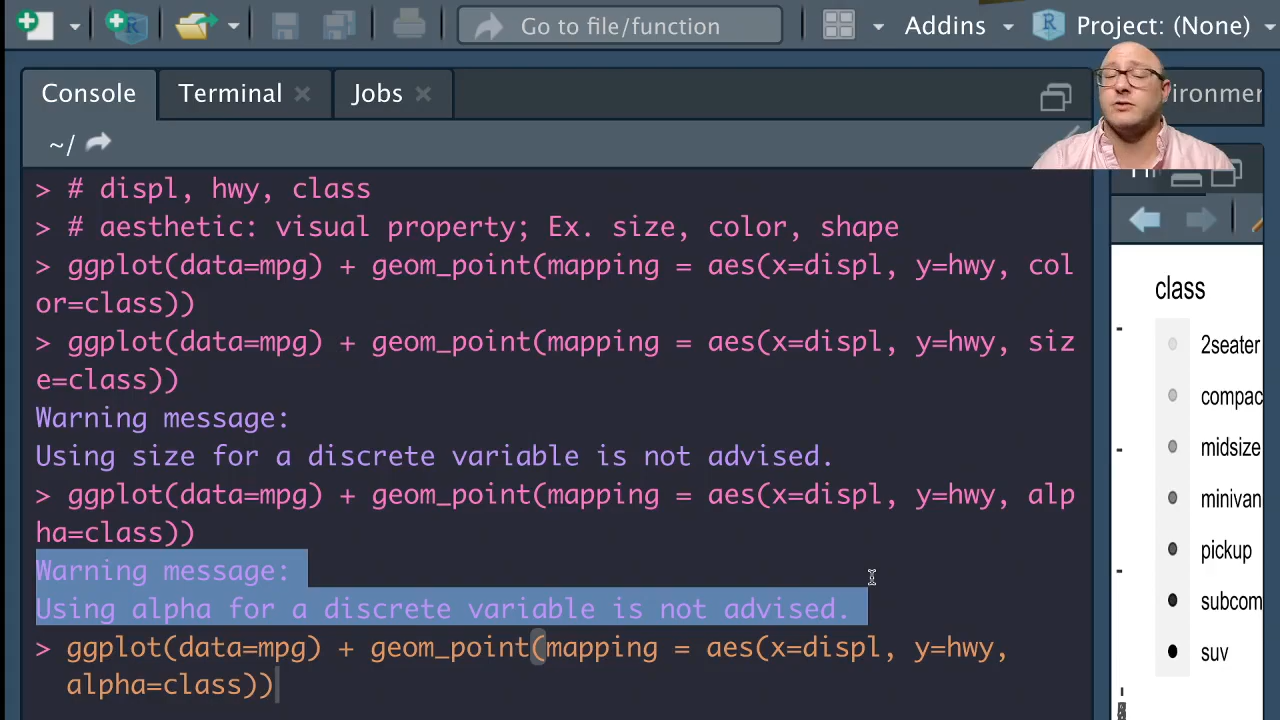 Go to file/function
Addins
Project: (None)
Console
Terminal
Jobs
~/
> # displ, hwy, class
> # aesthetic: visual property; Ex. size, color, shape
> ggplot(data=mpg) + geom_point(mapping = aes(x=displ, y=hwy, col
or=class))
> ggplot(data=mpg) + geom_point(mapping = aes(x=displ, y=hwy, siz
e=class))
Warning message:
Using size for a discrete variable is not advised.
> ggplot(data=mpg) + geom_point(mapping = aes(x=displ, y=hwy, alp
ha=class))
Warning message:
Using alpha for a discrete variable is not advised.
> ggplot(data=mpg) + geom_point(mapping = aes(x=displ, y=hwy,
alpha=class))
ironmer
class
2seater
compac
midsize
minivan
pickup
subcom
suv